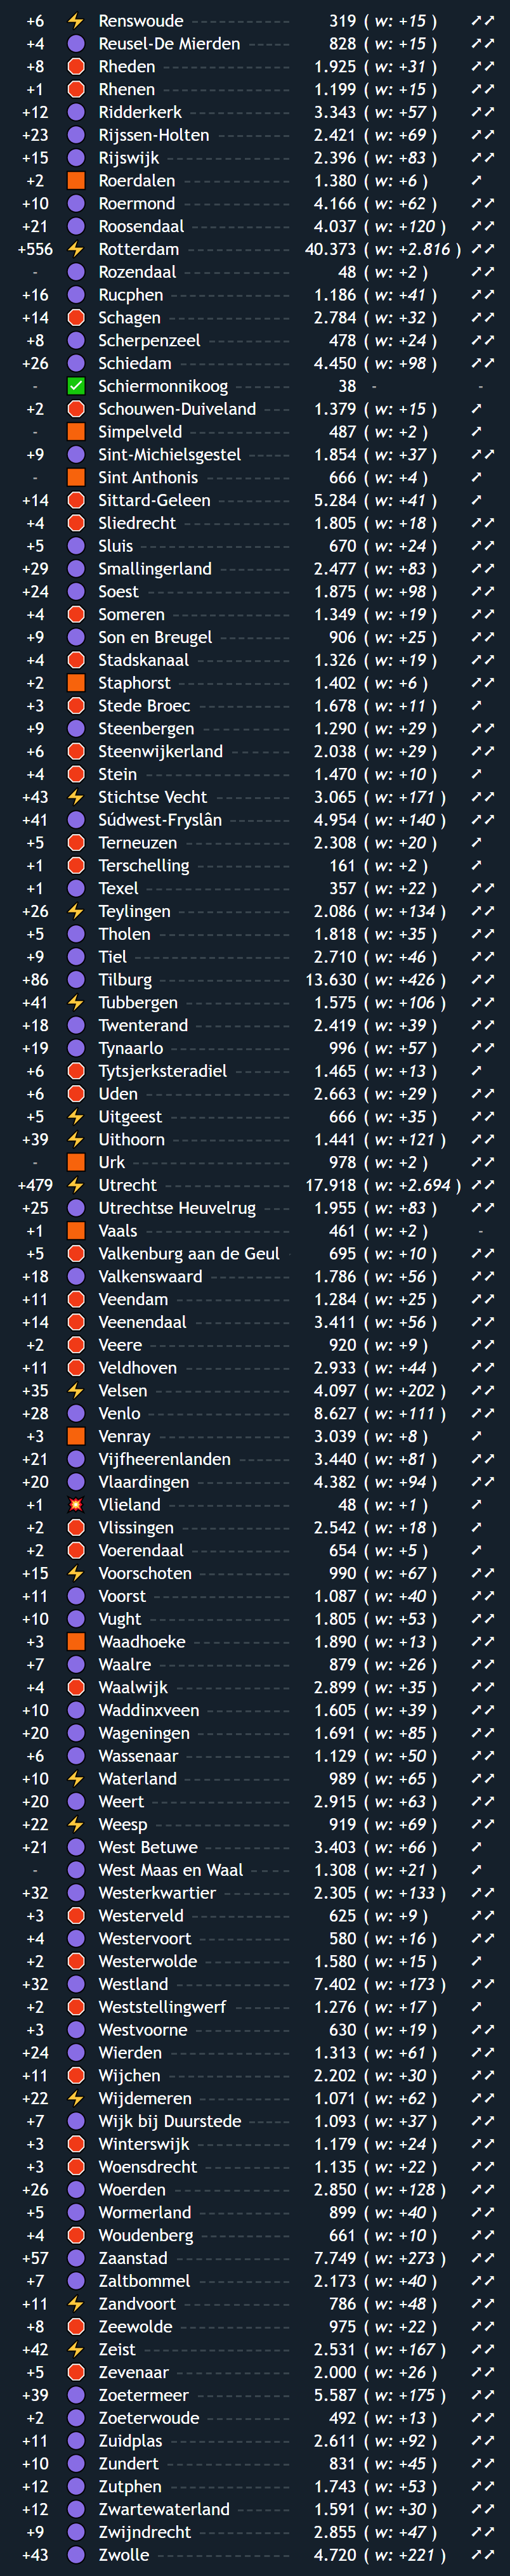 +6 Renswoude 319 ( w: +15 )
+4 Reusel-De Mierden 828 ( w: +15 )
+8 Rheden 1.925 ( w: +31 )
+1 Rhenen 1.199 ( w: +15 )
+12 Ridderkerk 3.343 ( w: +57 )
+23 Rijssen-Holten 2.421 ( w: +69 )
+15 Rijswijk 2.396 ( w: +83 )
+2 Roerdalen 1.380 ( w: +6 )
+10 Roermond 4.166 ( w: +62 )
+21 Roosendaal 4.037 ( w: +120 )
+556 Rotterdam 40.373 ( w: +2.816 )
- Rozendaal 48 ( w: +2 )
+16 Rucphen 1.186 ( w: +41 )
+14 Schagen 2.784 ( w: +32 )
+8 Scherpenzeel 478 ( w: +24 )
+26 Schiedam 4.450 ( w: +98 )
- Schiermonnikoog 38 - -
+2 Schouwen-Duiveland 1.379 ( w: +15 )
- Simpelveld 487 ( w: +2 )
+9 Sint-Michielsgestel 1.854 ( w: +37 )
- Sint Anthonis 666 ( w: +4 )
+14 Sittard-Geleen 5.284 ( w: +41 )
+4 Sliedrecht 1.805 ( w: +18 )
+5 Sluis 670 ( w: +24 )
+29 Smallingerland 2.477 ( w: +83 )
+24 Soest 1.875 ( w: +98 )
+4 Someren 1.349 ( w: +19 )
+9 Son en Breugel 906 ( w: +25 )
+4 Stadskanaal 1.326 ( w: +19 )
+2 Staphorst 1.402 ( w: +6 )
+3 Stede Broec 1.678 ( w: +11 )
+9 Steenbergen 1.290 ( w: +29 )
+6 Steenwijkerland 2.038 ( w: +29 )
+4 Stein 1.470 ( w: +10 )
+43 Stichtse Vecht 3.065 ( w: +171 )
+41 Súdwest-Fryslân 4.954 ( w: +140 )
+5 Terneuzen 2.308 ( w: +20 )
+1 Terschelling 161 ( w: +2 )
+1 Texel 357 ( w: +22 )
+26 Teylingen 2.086 ( w: +134 )
+5 Tholen 1.818 ( w: +35 )
+9 Tiel 2.710 ( w: +46 )
+86 Tilburg 13.630 ( w: +426 )
+41 Tubbergen 1.575 ( w: +106 )
+18 Twenterand 2.419 ( w: +39 )
+19 Tynaarlo 996 ( w: +57 )
+6 Tytsjerksteradiel 1.465 ( w: +13 )
+6 Uden 2.663 ( w: +29 )
+5 Uitgeest 666 ( w: +35 )
+39 Uithoorn 1.441 ( w: +121 )
- Urk 978 ( w: +2 )
+479 Utrecht 17.918 ( w: +2.694 )
+25 Utrechtse Heuvelrug 1.955 ( w: +83 )
+1 Vaals 461 ( w: +2 ) -
+5 Valkenburg aan de Geul 695 ( w: +10 )
+18 Valkenswaard 1.786 ( w: +56 )
+11 Veendam 1.284 ( w: +25 )
+14 Veenendaal 3.411 ( w: +56 )
+2 Veere 920 ( w: +9 )
+11 Veldhoven 2.933 ( w: +44 )
+35 Velsen 4.097 ( w: +202 )
+28 Venlo 8.627 ( w: +111 )
+3 Venray 3.039 ( w: +8 )
+21 Vijfheerenlanden 3.440 ( w: +81 )
+20 Vlaardingen 4.382 ( w: +94 )
+1 Vlieland 48 ( w: +1 )
+2 Vlissingen 2.542 ( w: +18 )
+2 Voerendaal 654 ( w: +5 )
+15 Voorschoten 990 ( w: +67 )
+11 Voorst 1.087 ( w: +40 )
+10 Vught 1.805 ( w: +53 )
+3 Waadhoeke 1.890 ( w: +13 )
+7 Waalre 879 ( w: +26 )
+4 Waalwijk 2.899 ( w: +35 )
+10 Waddinxveen 1.605 ( w: +39 )
+20 Wageningen 1.691 ( w: +85 )
+6 Wassenaar 1.129 ( w: +50 )
+10 Waterland 989 ( w: +65 )
+20 Weert 2.915 ( w: +63 )
+22 Weesp 919 ( w: +69 )
+21 West Betuwe 3.403 ( w: +66 )
- West Maas en Waal 1.308 ( w: +21 )
+32 Westerkwartier 2.305 ( w: +133 )
+3 Westerveld 625 ( w: +9 )
+4 Westervoort 580 ( w: +16 )
+2 Westerwolde 1.580 ( w: +15 )
+32 Westland 7.402 ( w: +173 )
+2 Weststellingwerf 1.276 ( w: +17 )
+3 Westvoorne 630 ( w: +19 )
+24 Wierden 1.313 ( w: +61 )
+11 Wijchen 2.202 ( w: +30 )
+22 Wijdemeren 1.071 ( w: +62 )
+7 Wijk bij Duurstede 1.093 ( w: +37 )
+3 Winterswijk 1.179 ( w: +24 )
+3 Woensdrecht 1.135 ( w: +22 )
+26 Woerden 2.850 ( w: +128 )
+5 Wormerland 899 ( w: +40 )
+4 Woudenberg 661 ( w: +10 )
+57 Zaanstad 7.749 ( w: +273 )
+7 Zaltbommel 2.173 ( w: +40 )
+11 Zandvoort 786 ( w: +48 )
+8 Zeewolde 975 ( w: +22 )
+42 Zeist 2.531 ( w: +167 )
+5 Zevenaar 2.000 ( w: +26 )
+39 Zoetermeer 5.587 ( w: +175 )
+2 Zoeterwoude 492 ( w: +13 )
+11 Zuidplas 2.611 ( w: +92 )
+10 Zundert 831 ( w: +45 )
+12 Zutphen 1.743 ( w: +53 )
+12 Zwartewaterland 1.591 ( w: +30 )
+9 Zwijndrecht 2.855 ( w: +47 )
+43 Zwolle 4.720 ( w: +221 )